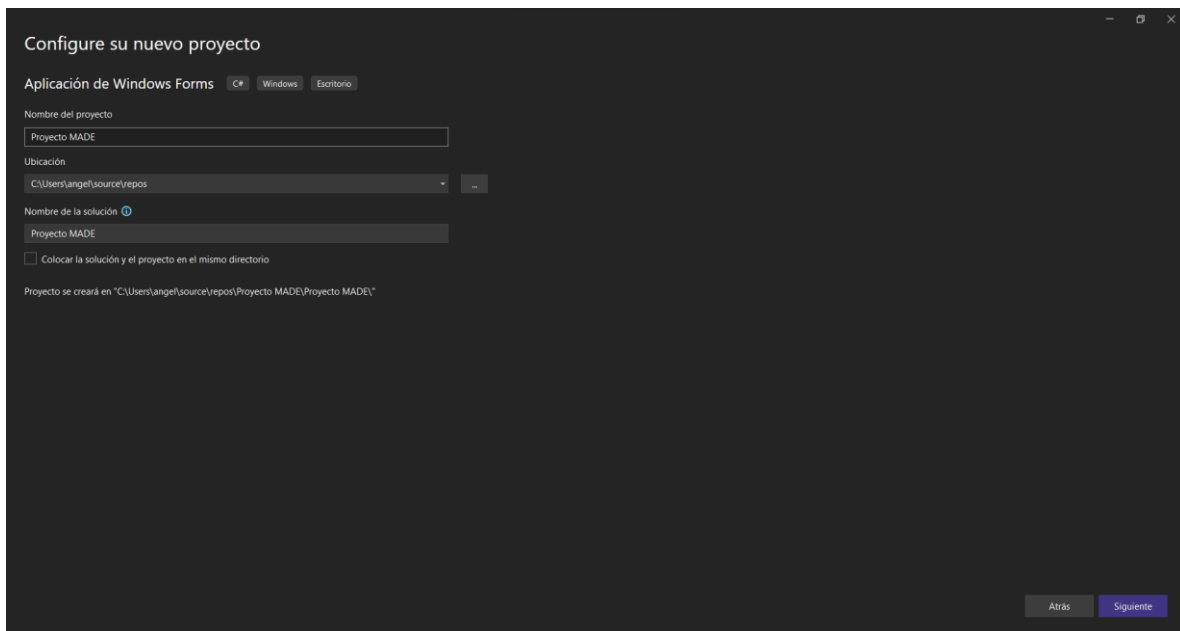 Configure su nuevo proyecto
Aplicación de Windows Forms C# Windows Escritorio
Nombre del proyecto
Proyecto MADE
Ubicación
C:\Users\angel\source\repos
...
Nombre de la solución
Proyecto MADE
Colocar la solución y el proyecto en el mismo directorio
Proyecto se creará en "C:\Users\angel\source\repos\Proyecto MADE\Proyecto MADE\"
Atrás Siguiente